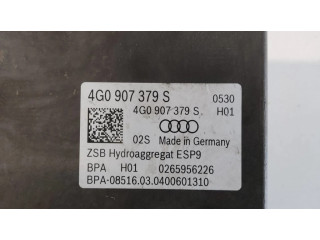 4G0 907 379 S 0530
4G0 907 379 S H01
02S Made in Germany
ZSB Hydroaggregat ESP9
BPA H01 0265956226
BPA-08516.03.0400601310